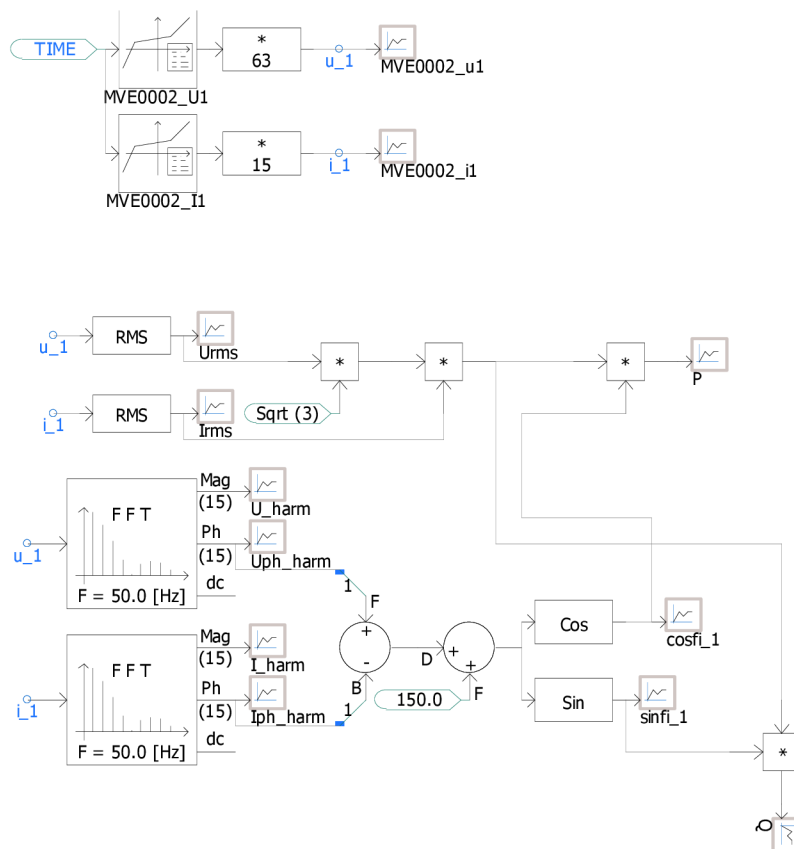 TIME
*
63
u_1
MVE0002_u1
MVE0002_U1
*
15
i_1
MVE0002_i1
MVE0002_I1
u_1
RMS
Urms
*
*
*
P
i_1
RMS
Irms
Sqrt (3)
u_1
F F T
F = 50.0 [Hz]
Mag
(15)
U_harm
Ph
(15)
Uph_harm
dc
1
F
+
-
B
D
+
+
F
150.0
Cos
cosfi_1
Sin
sinfi_1
i_1
F F T
F = 50.0 [Hz]
Mag
(15)
I_harm
Ph
(15)
Iph_harm
dc
1
*
Q